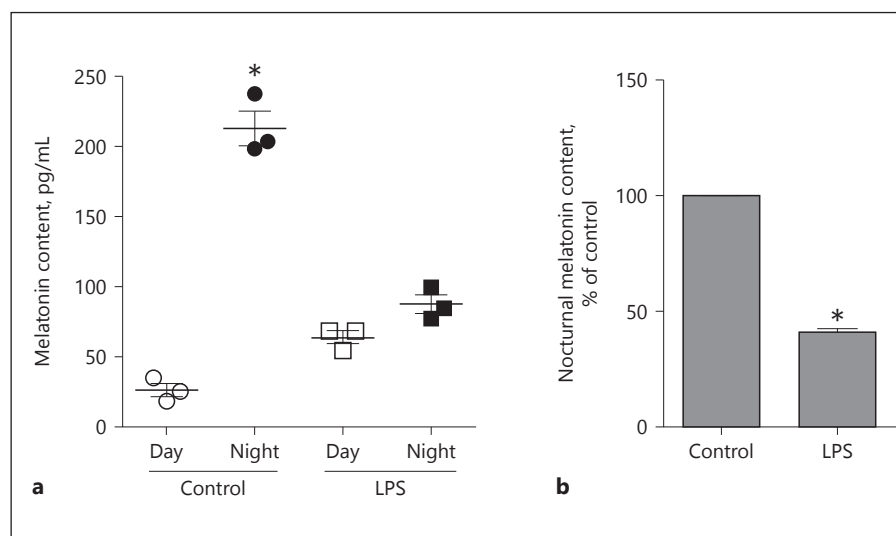 Melatonin content, pg/mL
250
200
150
100
50
0
*
Day
Night
Day
Night
Control
LPS
a
Nocturnal melatonin content,
% of control
150
100
50
0
*
Control
LPS
b